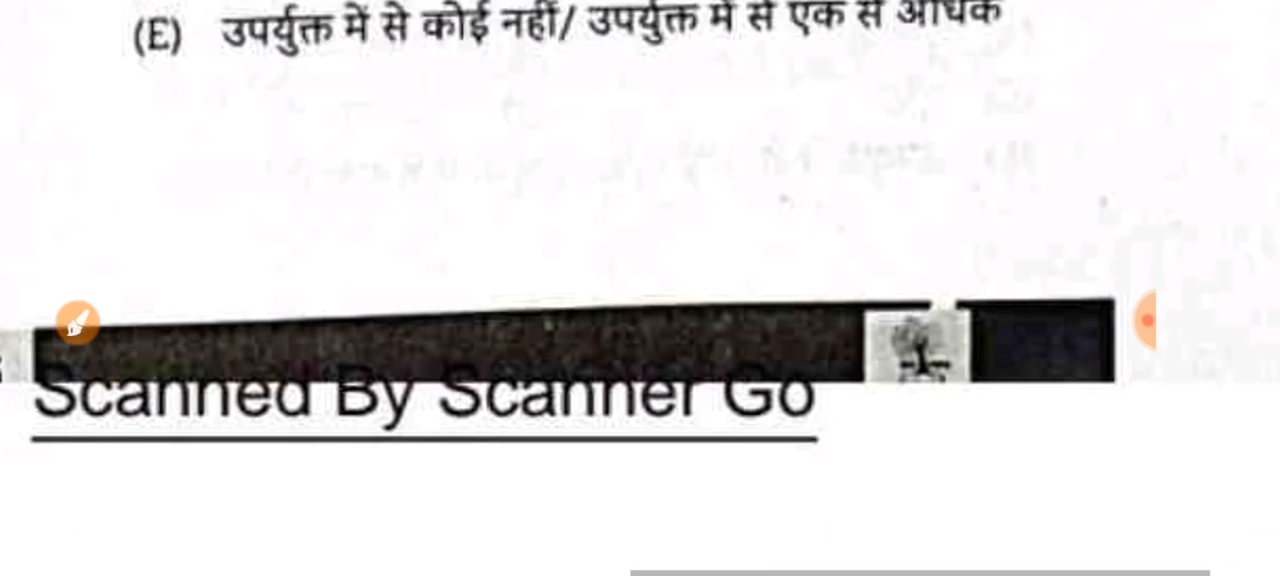 (E) उपर्युक्त में से कोई नहीं/ उपर्युक्त में से एक से अधिक
Scanned By Scanner Go